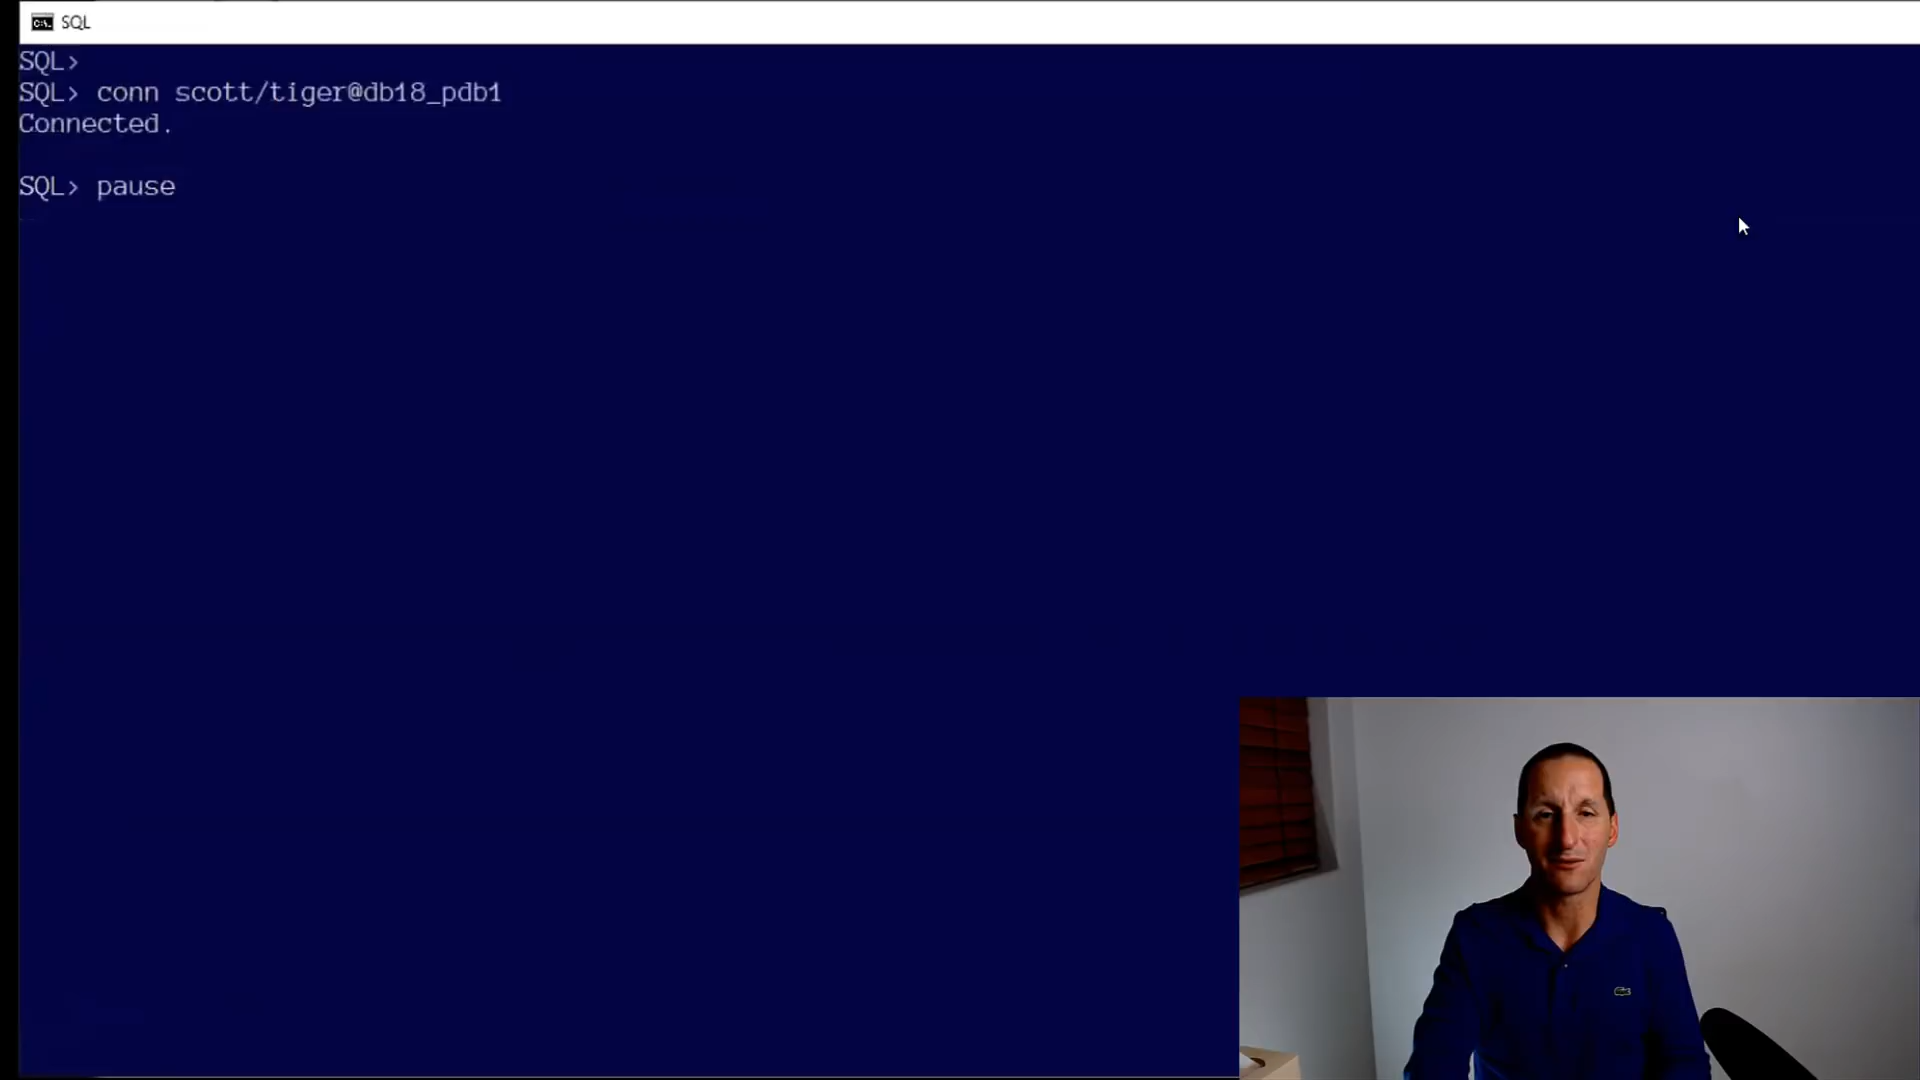 SQL
SQL>
SQL> conn scott/tiger@db18_pdb1
Connected.
SQL> pause